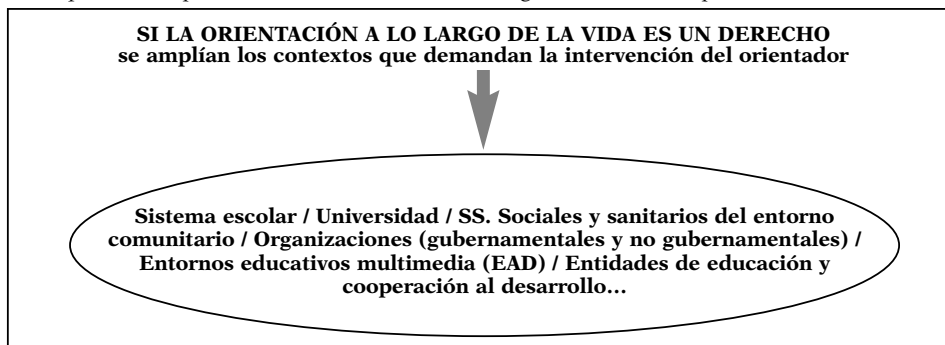 SI LA ORIENTACIÓN A LO LARGO DE LA VIDA ES UN DERECHO
se amplían los contextos que demandan la intervención del orientador
Sistema escolar / Universidad / SS. Sociales y sanitarios del entorno
comunitario / Organizaciones (gubernamentales y no gubernamentales) /
Entornos educativos multimedia (EAD) / Entidades de educación y
cooperación al desarrollo...